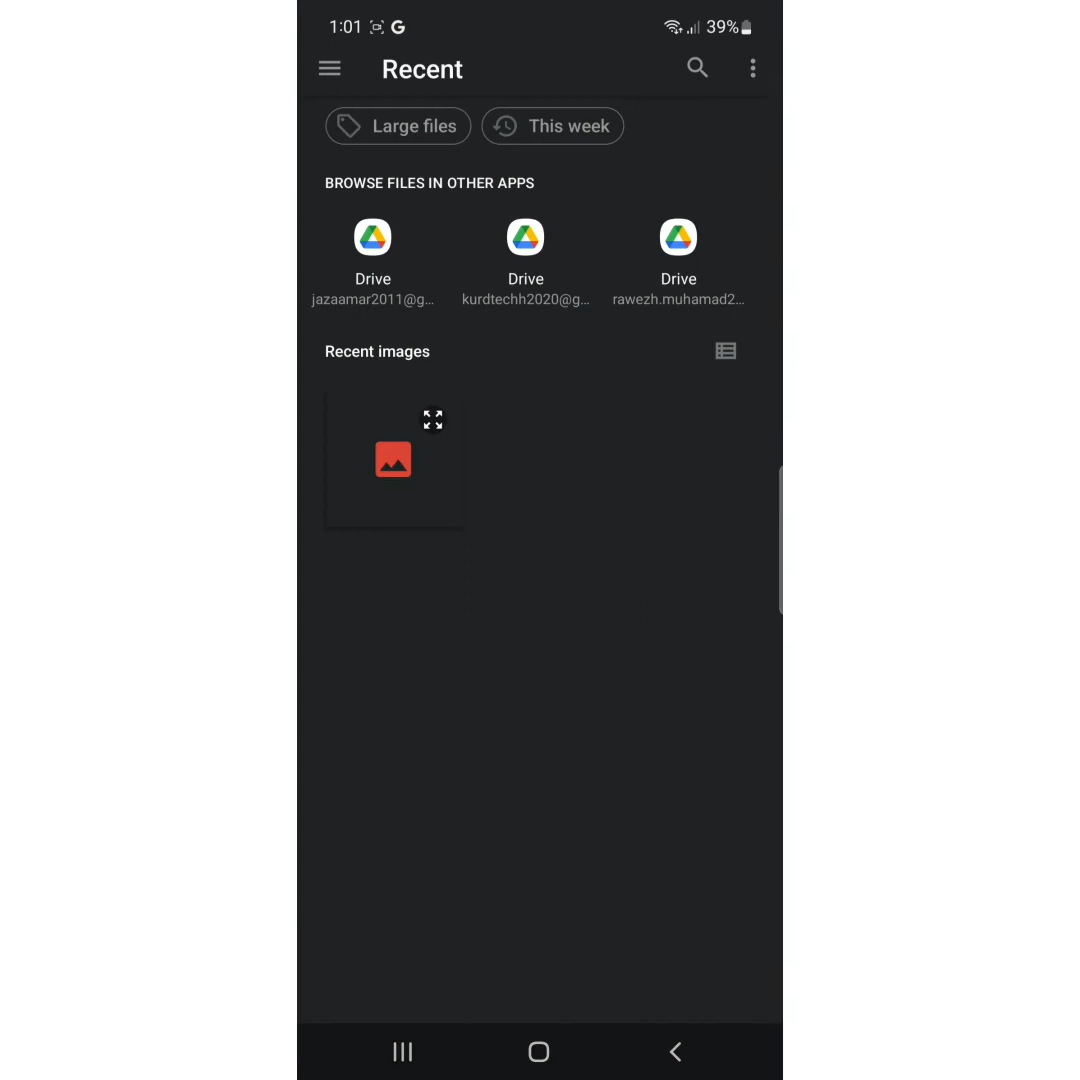 1:01 G 39%
Recent
Large files This week
BROWSE FILES IN OTHER APPS
Drive Drive Drive
jazaamar2011@g... kurdtechh2020@g... rawezh.muhamad2...
Recent images